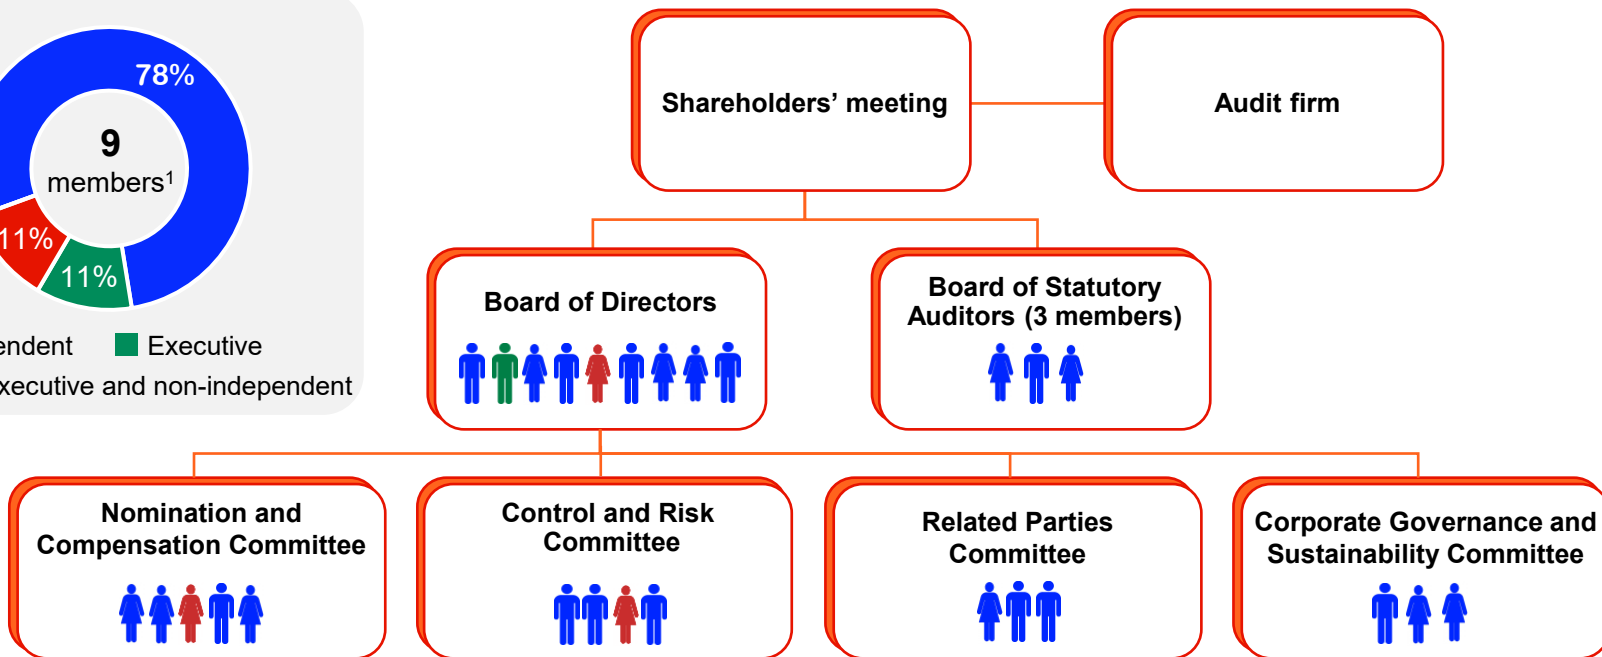 78%
9
members¹
11%
11%
Executive
and non-independent
Shareholders’ meeting
Audit firm
Board of Directors
Board of Statutory
Auditors (3 members)
Nomination and
Compensation Committee
Control and Risk
Committee
Related Parties
Committee
Corporate Governance and
Sustainability Committee